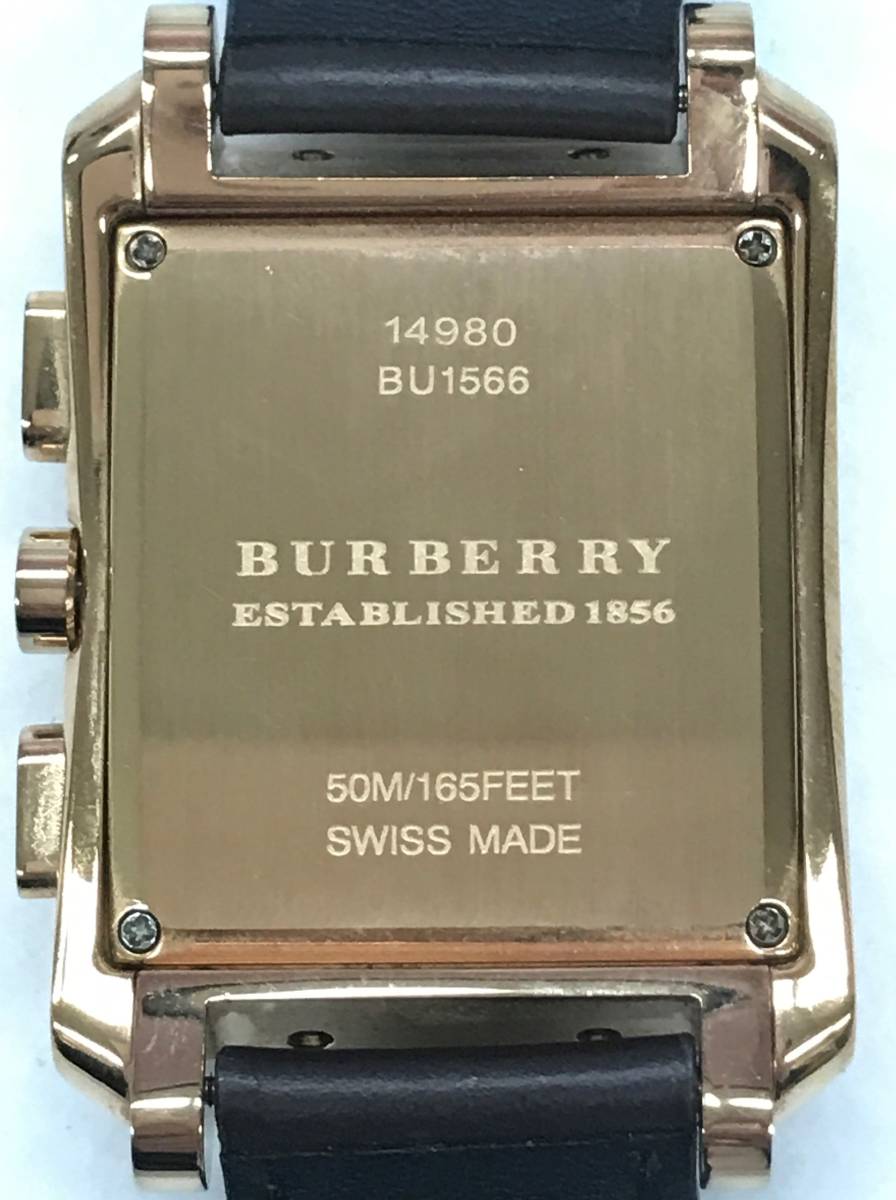 14980
BU1566
BURBERRY
ESTABLISHED 1856
50M/165FEET
SWISS MADE